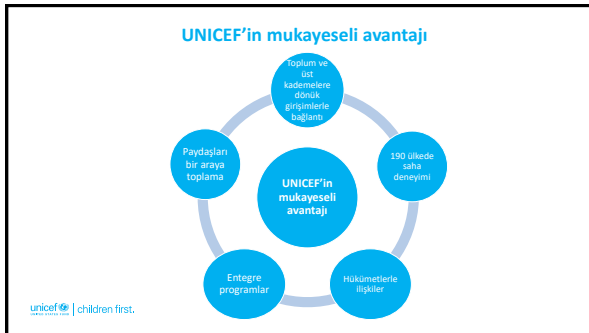 UNICEF’in mukayeseli avantajı
Toplum ve
üst
kademelere
dönük
girişimlerle
bağlantı
Paydaşları
bir araya
toplama
190 ülkede
saha
deneyimi
UNICEF’in
mukayeseli
avantajı
Entegre
programlar
Hükümetlerle
ilişkiler
unicef | children first.